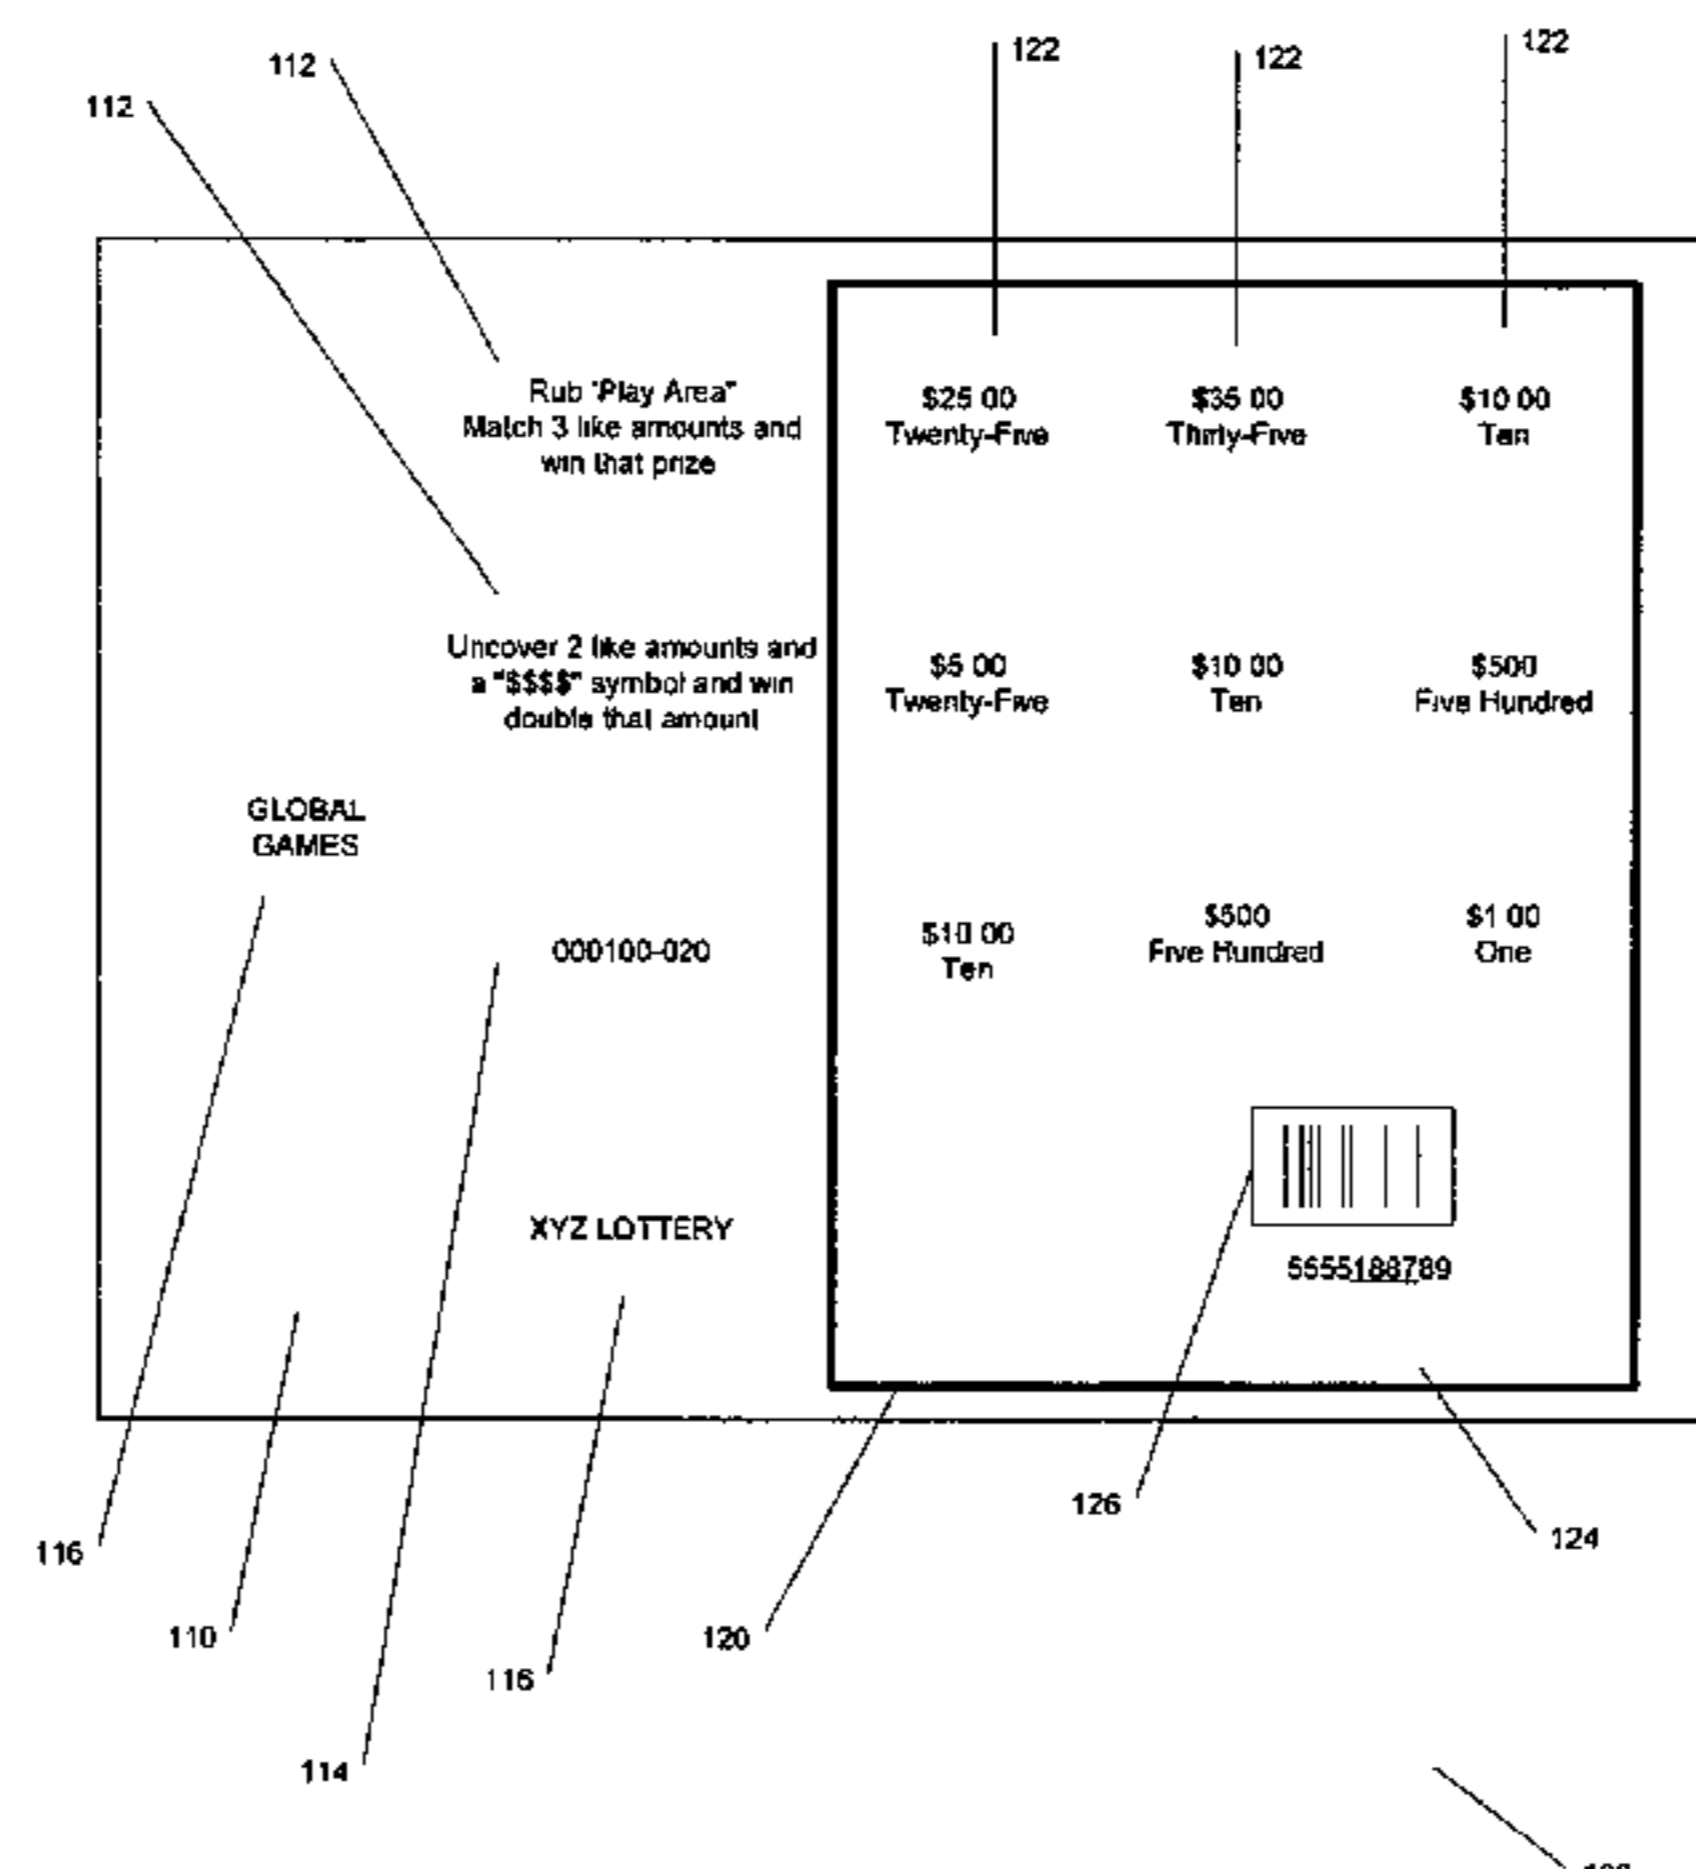 112
112
122
122
122
Rub "Play Area"
Match 3 like amounts and
win that prize
$25 00
Twenty-Five
$35 00
Thirty-Five
$10 00
Ten
Uncover 2 like amounts and
a "$$$$" symbol and win
double that amount
$5 00
Twenty-Five
$10 00
Ten
$500
Five Hundred
GLOBAL
GAMES
000100-020
$10 00
Ten
$500
Five Hundred
$1 00
One
XYZ LOTTERY
5555188789
116
110
114
116
120
126
124